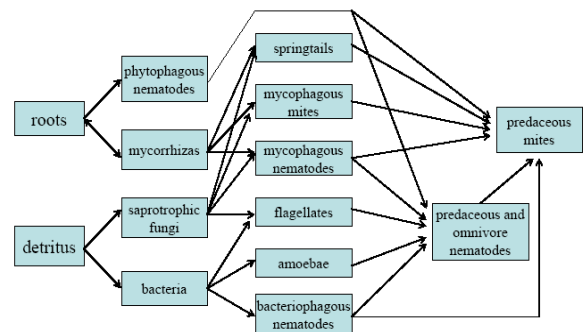 roots
detritus
phytophagous
nematodes
mycorrhizas
saprotrophic
fungi
bacteria
springtails
mycophagous
mites
mycophagous
nematodes
flagellates
amoebae
bacteriophagous
nematodes
predaceous and
omnivore
nematodes
predaceous
mites